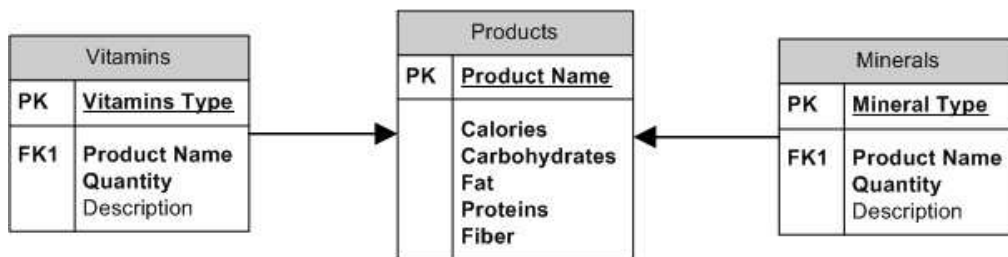 Vitamins
PK Vitamins Type
FK1 Product Name
Quantity
Description
Products
PK Product Name
Calories
Carbohydrates
Fat
Proteins
Fiber
Minerals
PK Mineral Type
FK1 Product Name
Quantity
Description